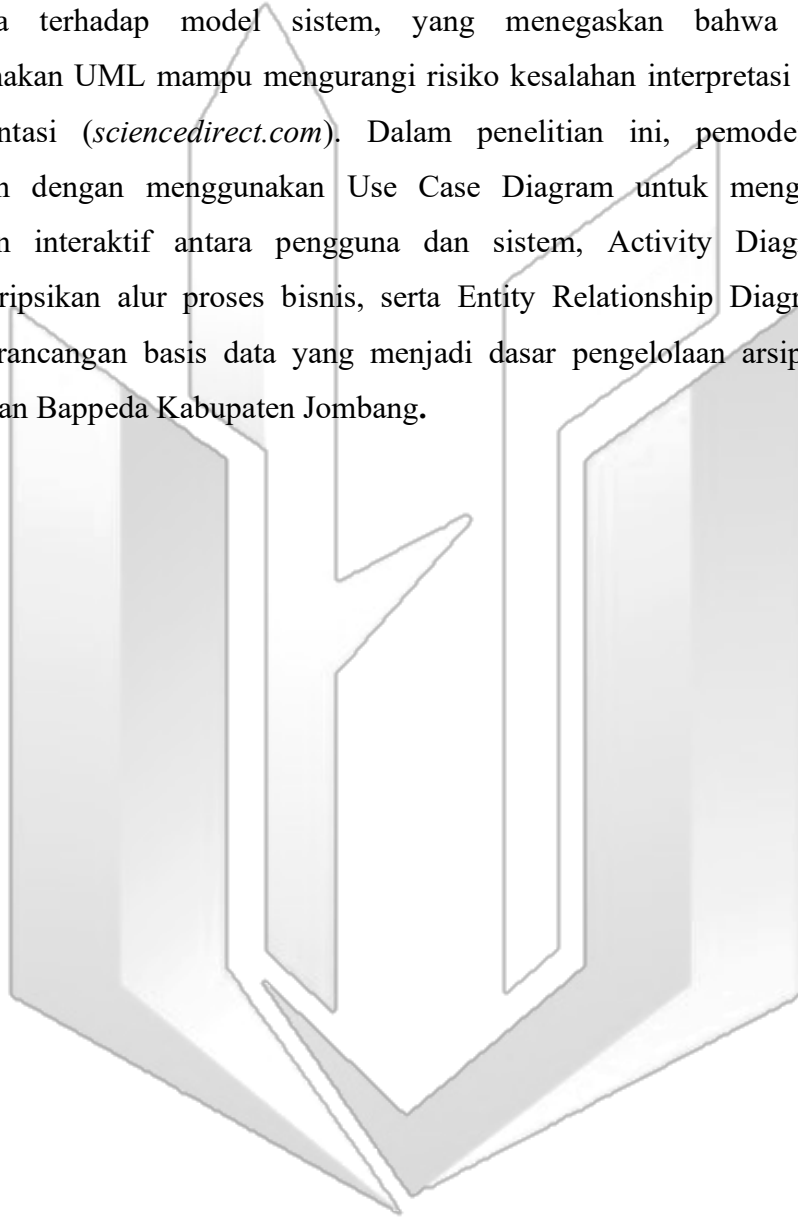 a terhadap model sistem, yang menegaskan bahwa
nakan UML mampu mengurangi risiko kesalahan interpretasi
ntasi (sciencedirect.com). Dalam penelitian ini, pemode
n dengan menggunakan Use Case Diagram untuk meng
n interaktif antara pengguna dan sistem, Activity Diag
ripsikan alur proses bisnis, serta Entity Relationship Diagr
rancangan basis data yang menjadi dasar pengelolaan arsip
an Bappeda Kabupaten Jombang.